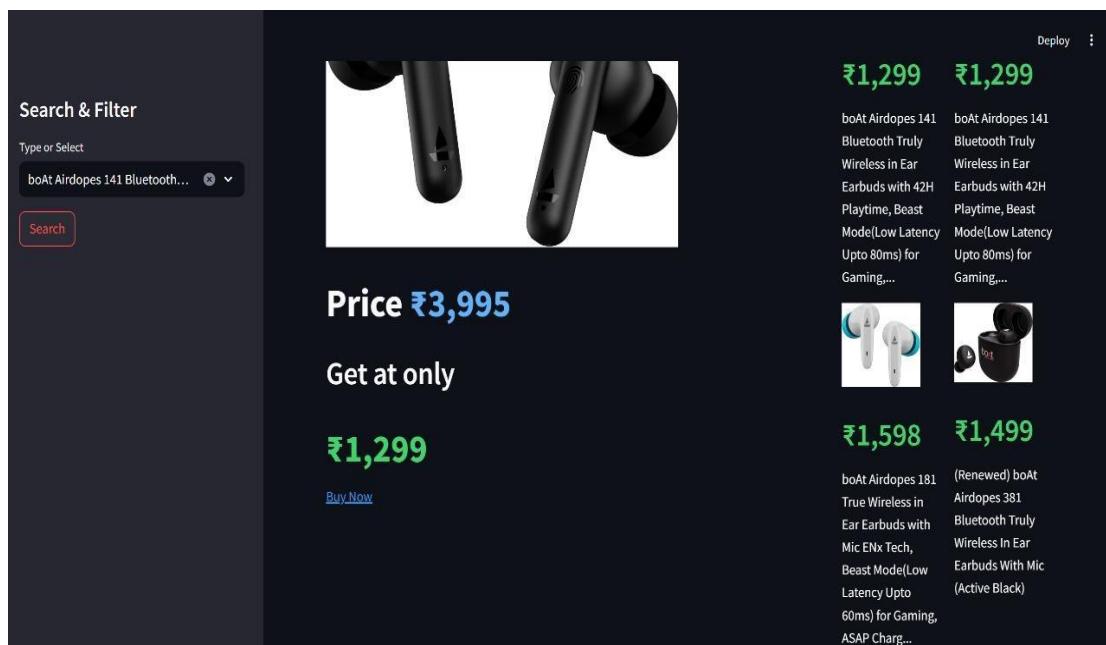 Deploy
Search & Filter
Type or Select
boAt Airdopes 141 Bluetooth...
Search
Price ₹3,995
Get at only
₹1,299
Buy Now
₹1,299
boAt Airdopes 141
Bluetooth Truly
Wireless in Ear
Earbuds with 42H
Playtime, Beast
Mode(Low Latency
Upto 80ms) for
Gaming,...
₹1,299
boAt Airdopes 141
Bluetooth Truly
Wireless in Ear
Earbuds with 42H
Playtime, Beast
Mode(Low Latency
Upto 80ms) for
Gaming,...
₹1,598
boAt Airdopes 181
True Wireless in
Ear Earbuds with
Mic ENx Tech,
Beast Mode(Low
Latency Upto
60ms) for Gaming,
ASAP Charg...
boAt
₹1,499
(Renewed) boAt
Airdopes 381
Bluetooth Truly
Wireless In Ear
Earbuds With Mic
(Active Black)